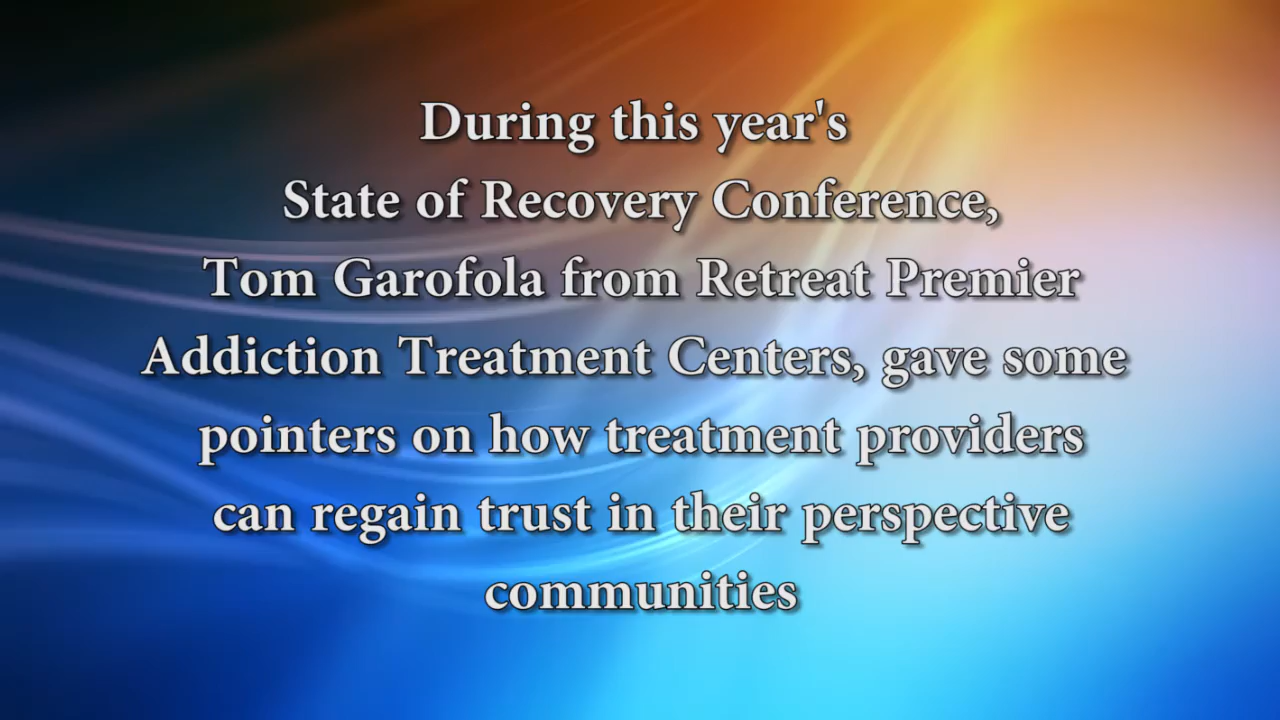 During this year's
State of Recovery Conference,
Tom Garofola from Retreat Premier
Addiction Treatment Centers, gave some
pointers on how treatment providers
can regain trust in their perspective
communities